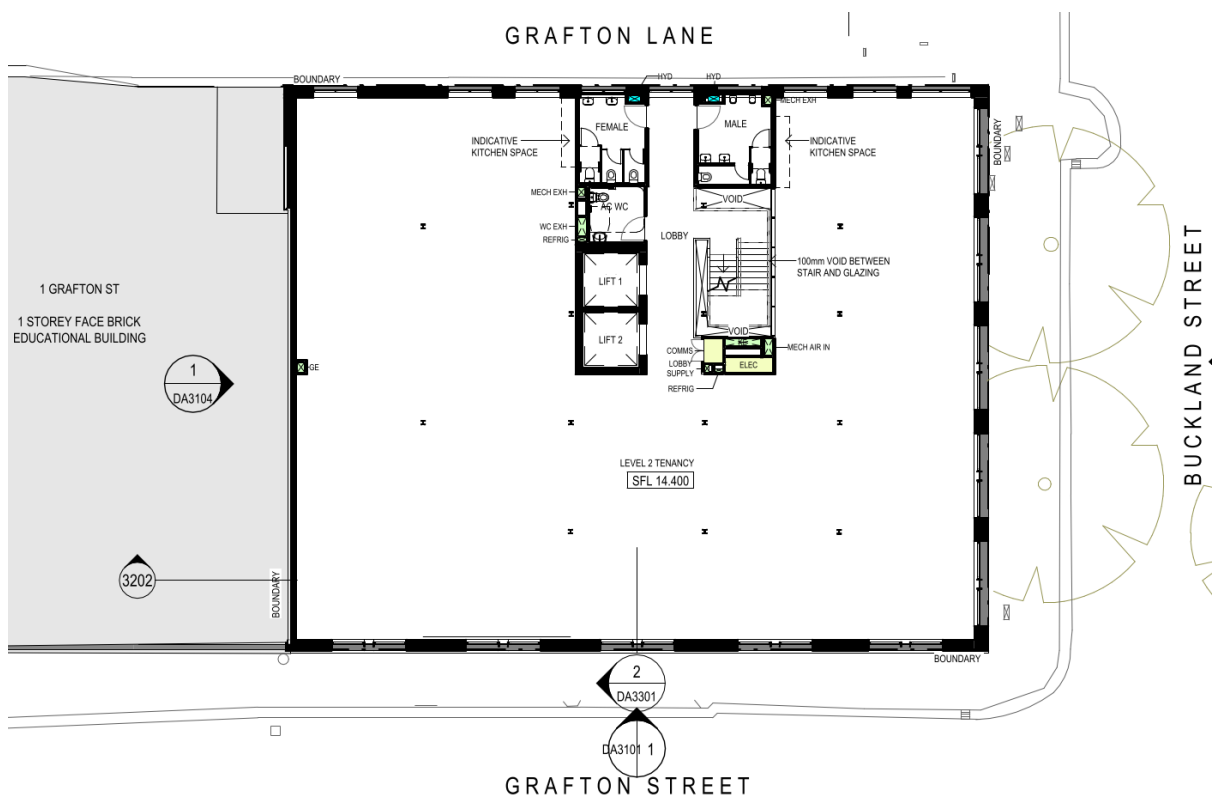 GRAFTON LANE
BOUNDARY
HYD
HYD
MECH EXH
FEMALE
MALE
INDICATIVE
KITCHEN SPACE
INDICATIVE
KITCHEN SPACE
BOUNDARY
MECH EXH
AC WC
VOID
WC EXH
REFRIG
LOBBY
100mm VOID BETWEEN
STAIR AND GLAZING
BUCKLAND STREET
LIFT 1
1 GRAFTON ST
1 STOREY FACE BRICK
EDUCATIONAL BUILDING
VOID
LIFT 2
COMMS
MECH AIR IN
LOBBY
SUPPLY
ELEC
REFRIG
GE
1
DA3104
LEVEL 2 TENANCY
SFL 14.400
3202
BOUNDARY
BOUNDARY
2
DA3301
DA3101 1
GRAFTON STREET